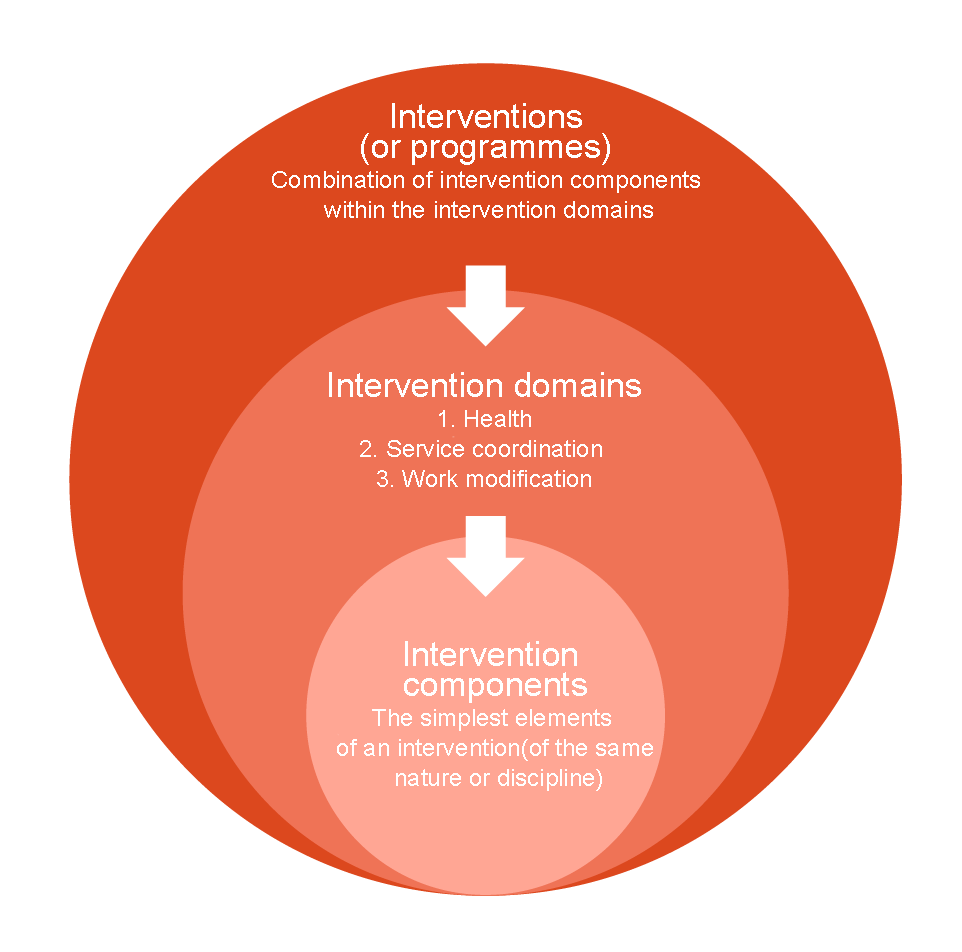 Interventions
(or programmes)
Combination of intervention components
within the intervention domains
Intervention domains
1. Health
2. Service coordination
3. Work modification
Intervention
components
The simplest elements
of an intervention(of the same
nature or discipline)